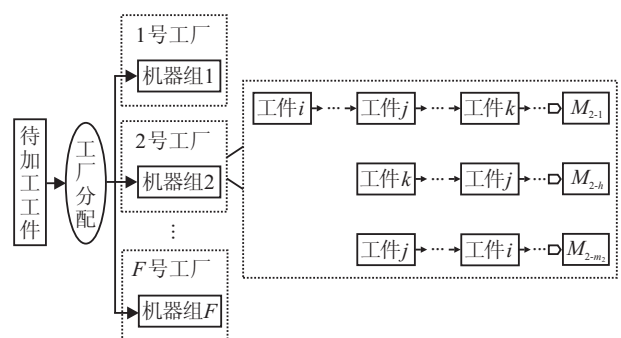 待加工工件
工厂分配
1号工厂
机器组1
2号工厂
机器组2
⋮
F号工厂
机器组F
工件i ··· 工件j ··· 工件k ··· M2-1
工件k ··· 工件j ··· M2-h
工件j ··· 工件i ··· M2-m2